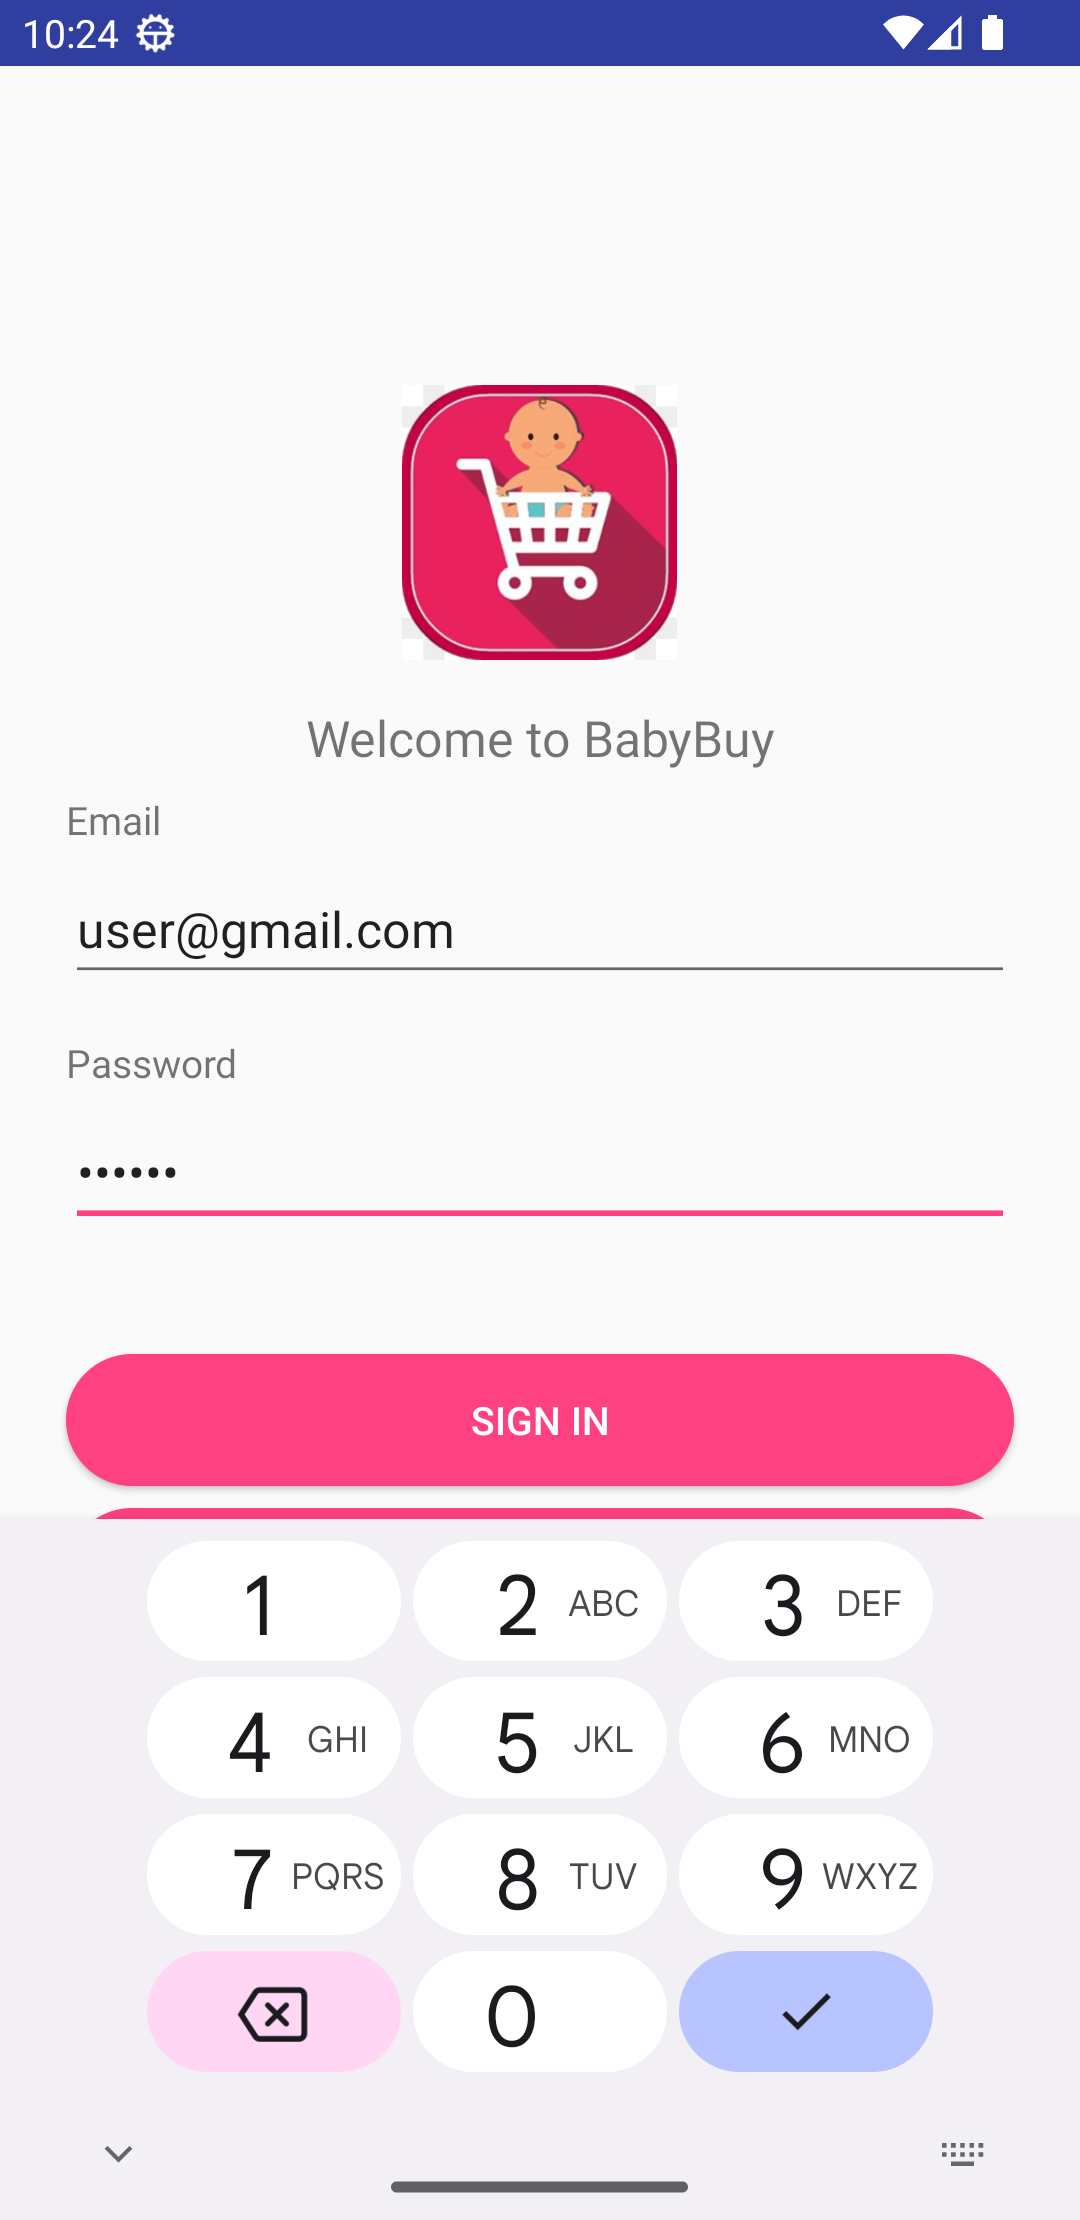 10:24
Welcome to BabyBuy
Email
user@gmail.com
Password
••••••
SIGN IN
1 2 ABC 3 DEF
4 GHI 5 JKL 6 MNO
7 PQRS 8 TUV 9 WXYZ
0